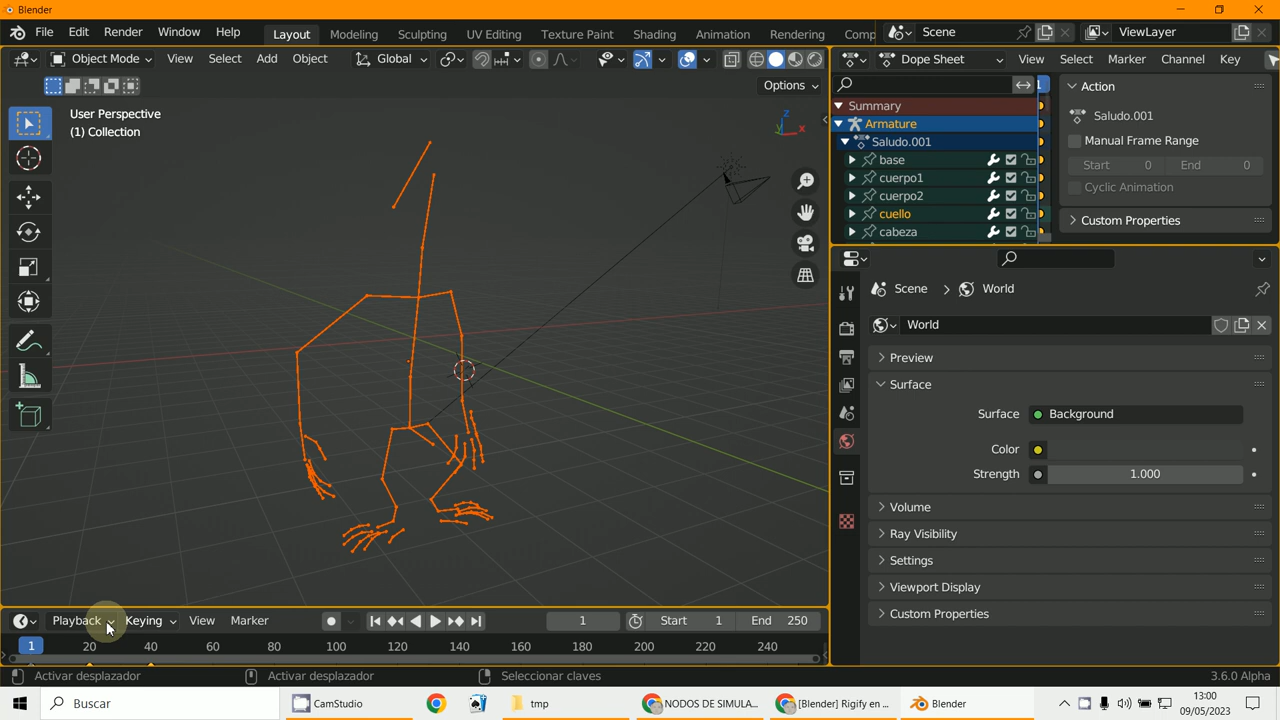 Blender
File Edit Render Window Help Layout Modeling Sculpting UV Editing Texture Paint Shading Animation Rendering Comp Scene ViewLayer
Object Mode View Select Add Object Global Dope Sheet View Select Marker Channel Key
Options
User Perspective
(1) Collection
Z
Y X
1
Summary
Armature
Saludo.001
base
cuerpo1
cuerpo2
cuello
cabeza
Action
Saludo.001
Manual Frame Range
Start 0 End 0
Cyclic Animation
Custom Properties
Scene World
World
Preview
Surface
Surface Background
Color
Strength 1.000
Volume
Ray Visibility
Settings
Viewport Display
Custom Properties
Playback Keying View Marker 1 Start 1 End 250
1 20 40 60 80 100 120 140 160 180 200 220 240
Activar desplazador Activar desplazador Seleccionar claves 3.6.0 Alpha
Buscar CamStudio tmp NODOS DE SIMULA... [Blender] Rigify en ... Blender
13:00
09/05/2023